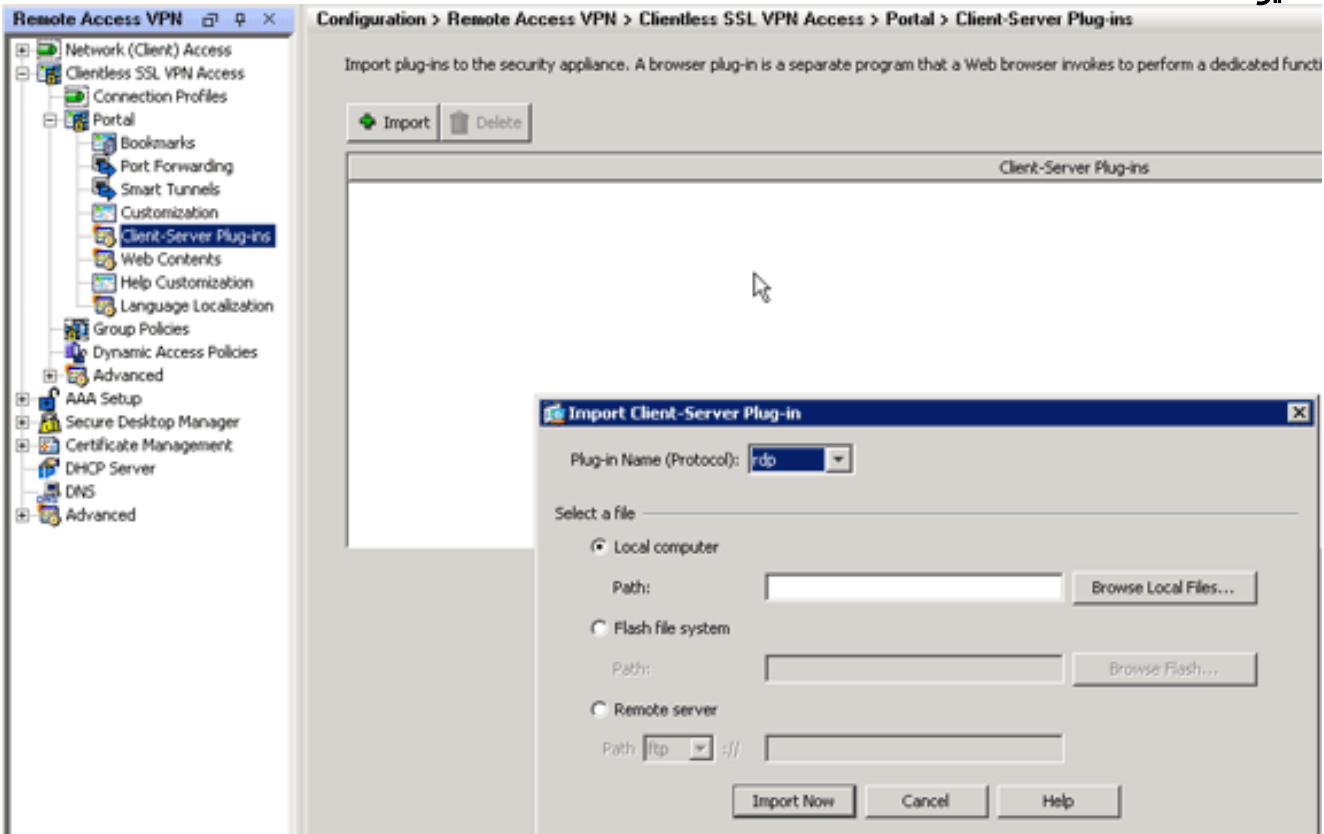 Remote Access VPN
Network (Client) Access
Clientless SSL VPN Access
Connection Profiles
Portal
Bookmarks
Port Forwarding
Smart Tunnels
Customization
Client-Server Plug-ins
Web Contents
Help Customization
Language Localization
Group Policies
Dynamic Access Policies
Advanced
AAA Setup
Secure Desktop Manager
Certificate Management
DHCP Server
DNS
Advanced
Configuration > Remote Access VPN > Clientless SSL VPN Access > Portal > Client-Server Plug-ins
Import plug-ins to the security appliance. A browser plug-in is a separate program that a Web browser invokes to perform a dedicated functi
Import Delete
Client-Server Plug-ins
Import Client-Server Plug-in
Plug-in Name (Protocol): rdp
Select a file
Local computer
Path: Browse Local Files...
Flash file system
Path: Browse Flash...
Remote server
Path ftp ://
Import Now Cancel Help